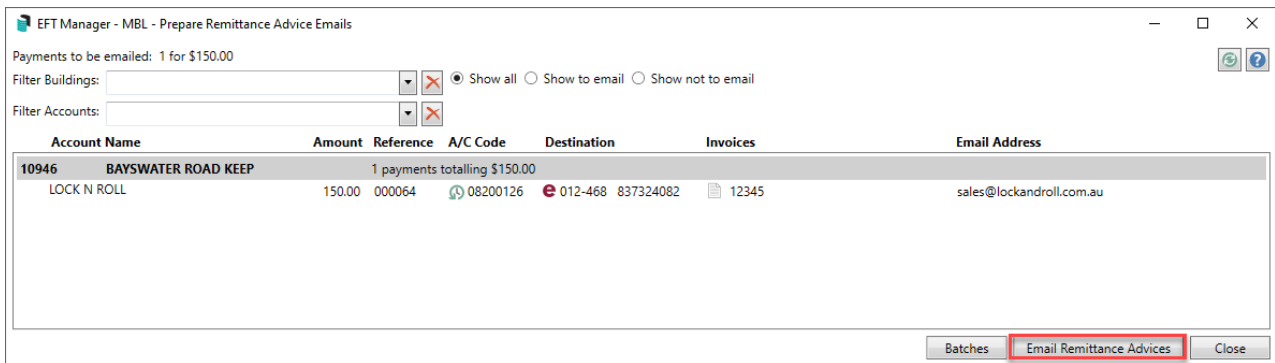 EFT Manager - MBL - Prepare Remittance Advice Emails
Payments to be emailed: 1 for $150.00
Filter Buildings: Show all Show to email Show not to email
Filter Accounts:
Account Name Amount Reference A/C Code Destination Invoices Email Address
10946 BAYSWATER ROAD KEEP 1 payments totalling $150.00
LOCK N ROLL 150.00 000064 08200126 e 012-468 837324082 12345 sales@lockandroll.com.au
Batches Email Remittance Advices Close